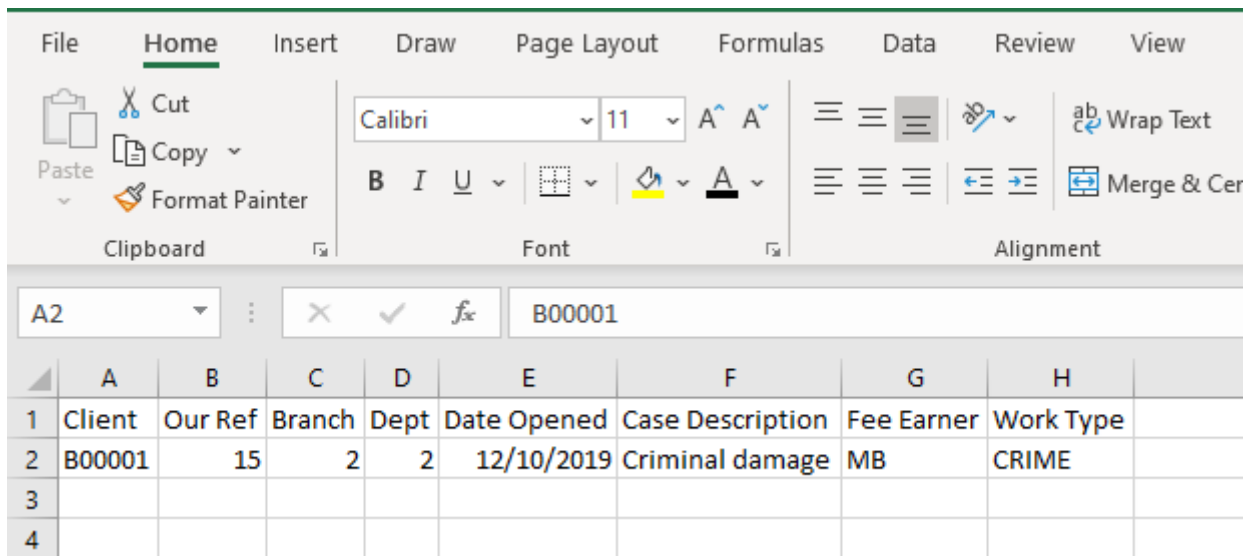 File Home Insert Draw Page Layout Formulas Data Review View
Cut
Copy
Paste
Format Painter
Clipboard
Calibri 11 A^ A˅
B I U A
Font
ab Wrap Text
Merge & Cer
Alignment
A2 fx B00001
A B C D E F G H
1 Client Our Ref Branch Dept Date Opened Case Description Fee Earner Work Type
2 B00001 15 2 2 12/10/2019 Criminal damage MB CRIME
3
4